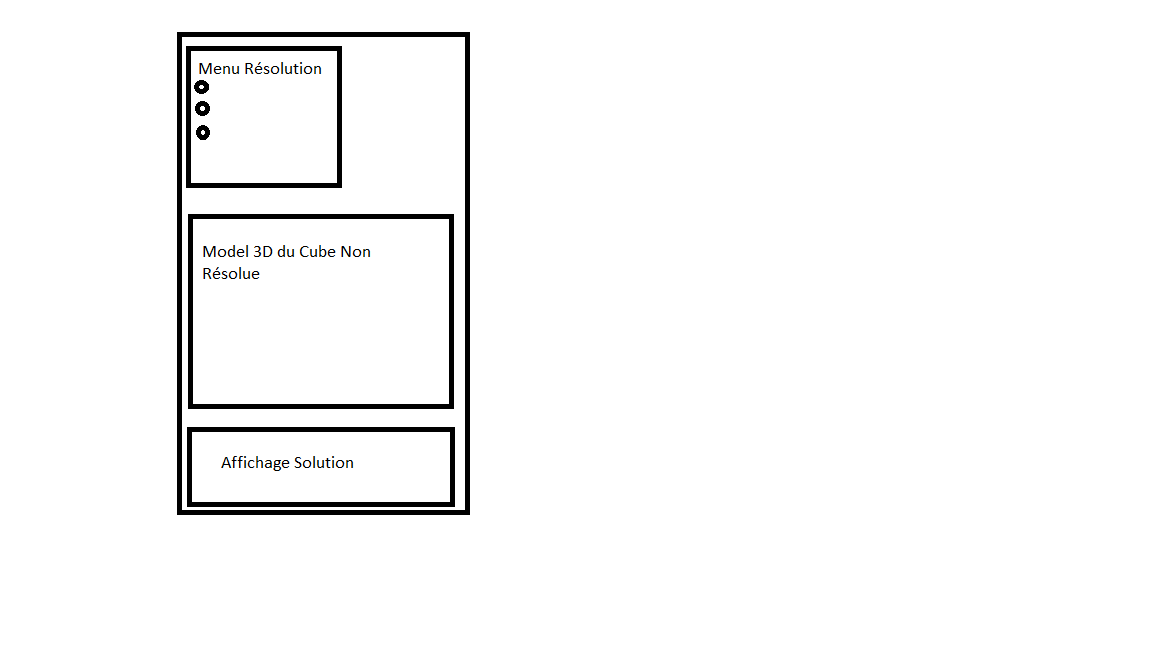 Menu Résolution
Model 3D du Cube Non
Résolue
Affichage Solution